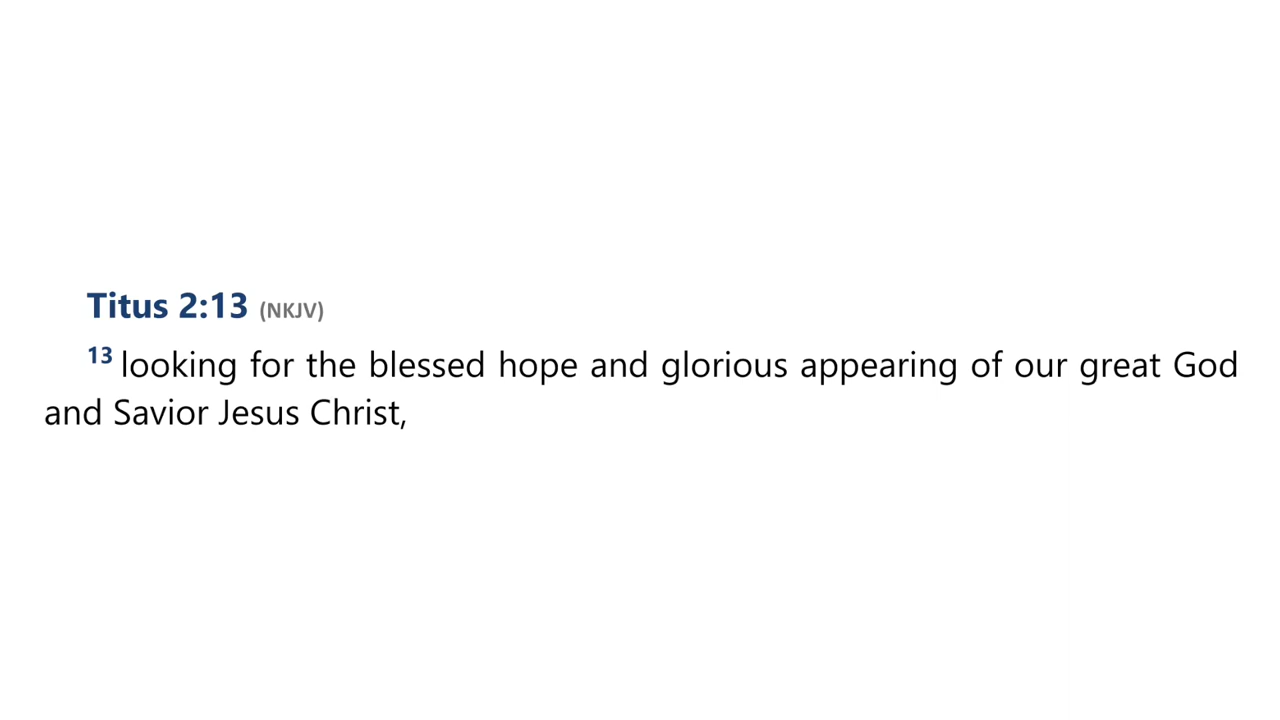 Titus 2:13 (NKJV)
13 looking for the blessed hope and glorious appearing of our great God
and Savior Jesus Christ,